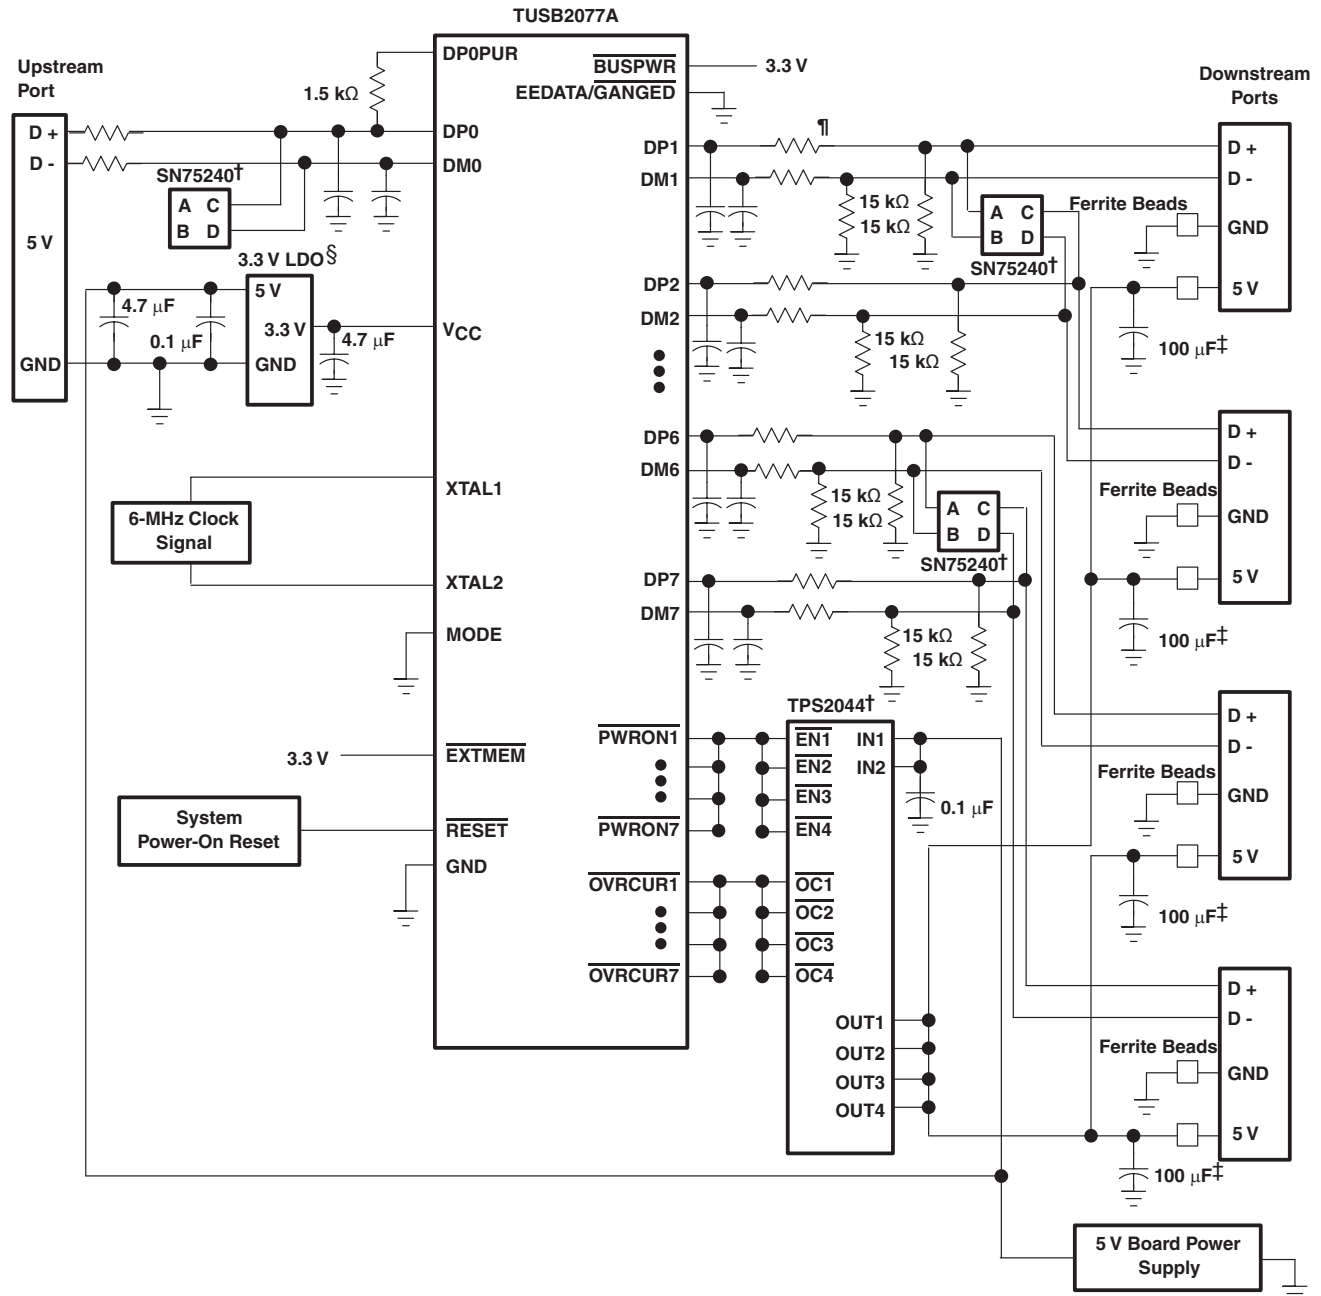 TUSB2077A
Upstream
Port
D +
D -
5 V
GND
1.5 kΩ
SN75240†
A C
B D
3.3 V LDO§
5 V
3.3 V
GND
4.7 µF
0.1 µF
4.7 µF
6-MHz Clock
Signal
3.3 V
System
Power-On Reset
DP0PUR
DP0
DM0
VCC
XTAL1
XTAL2
MODE
EXTMEM
RESET
GND
BUSPWR
3.3 V
EEDATA/GANGED
DP1
DM1
DP2
DM2
DP6
DM6
DP7
DM7
PWRON1
PWRON7
OVRCUR1
OVRCUR7
¶
15 kΩ
15 kΩ
A C
B D
SN75240†
15 kΩ
15 kΩ
15 kΩ
15 kΩ
A C
B D
SN75240†
15 kΩ
15 kΩ
TPS2044†
EN1 IN1
EN2 IN2
EN3
EN4
OC1
OC2
OC3
OC4
OUT1
OUT2
OUT3
OUT4
0.1 µF
Downstream
Ports
D +
D -
Ferrite Beads
GND
5 V
100 µF‡
D +
D -
Ferrite Beads
GND
5 V
100 µF‡
D +
D -
Ferrite Beads
GND
5 V
100 µF‡
D +
D -
Ferrite Beads
GND
5 V
100 µF‡
5 V Board Power
Supply